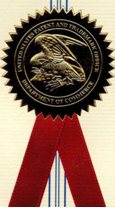 UNITED STATES PATENT AND TRADEMARK OFFICE
DEPARTMENT OF COMMERCE